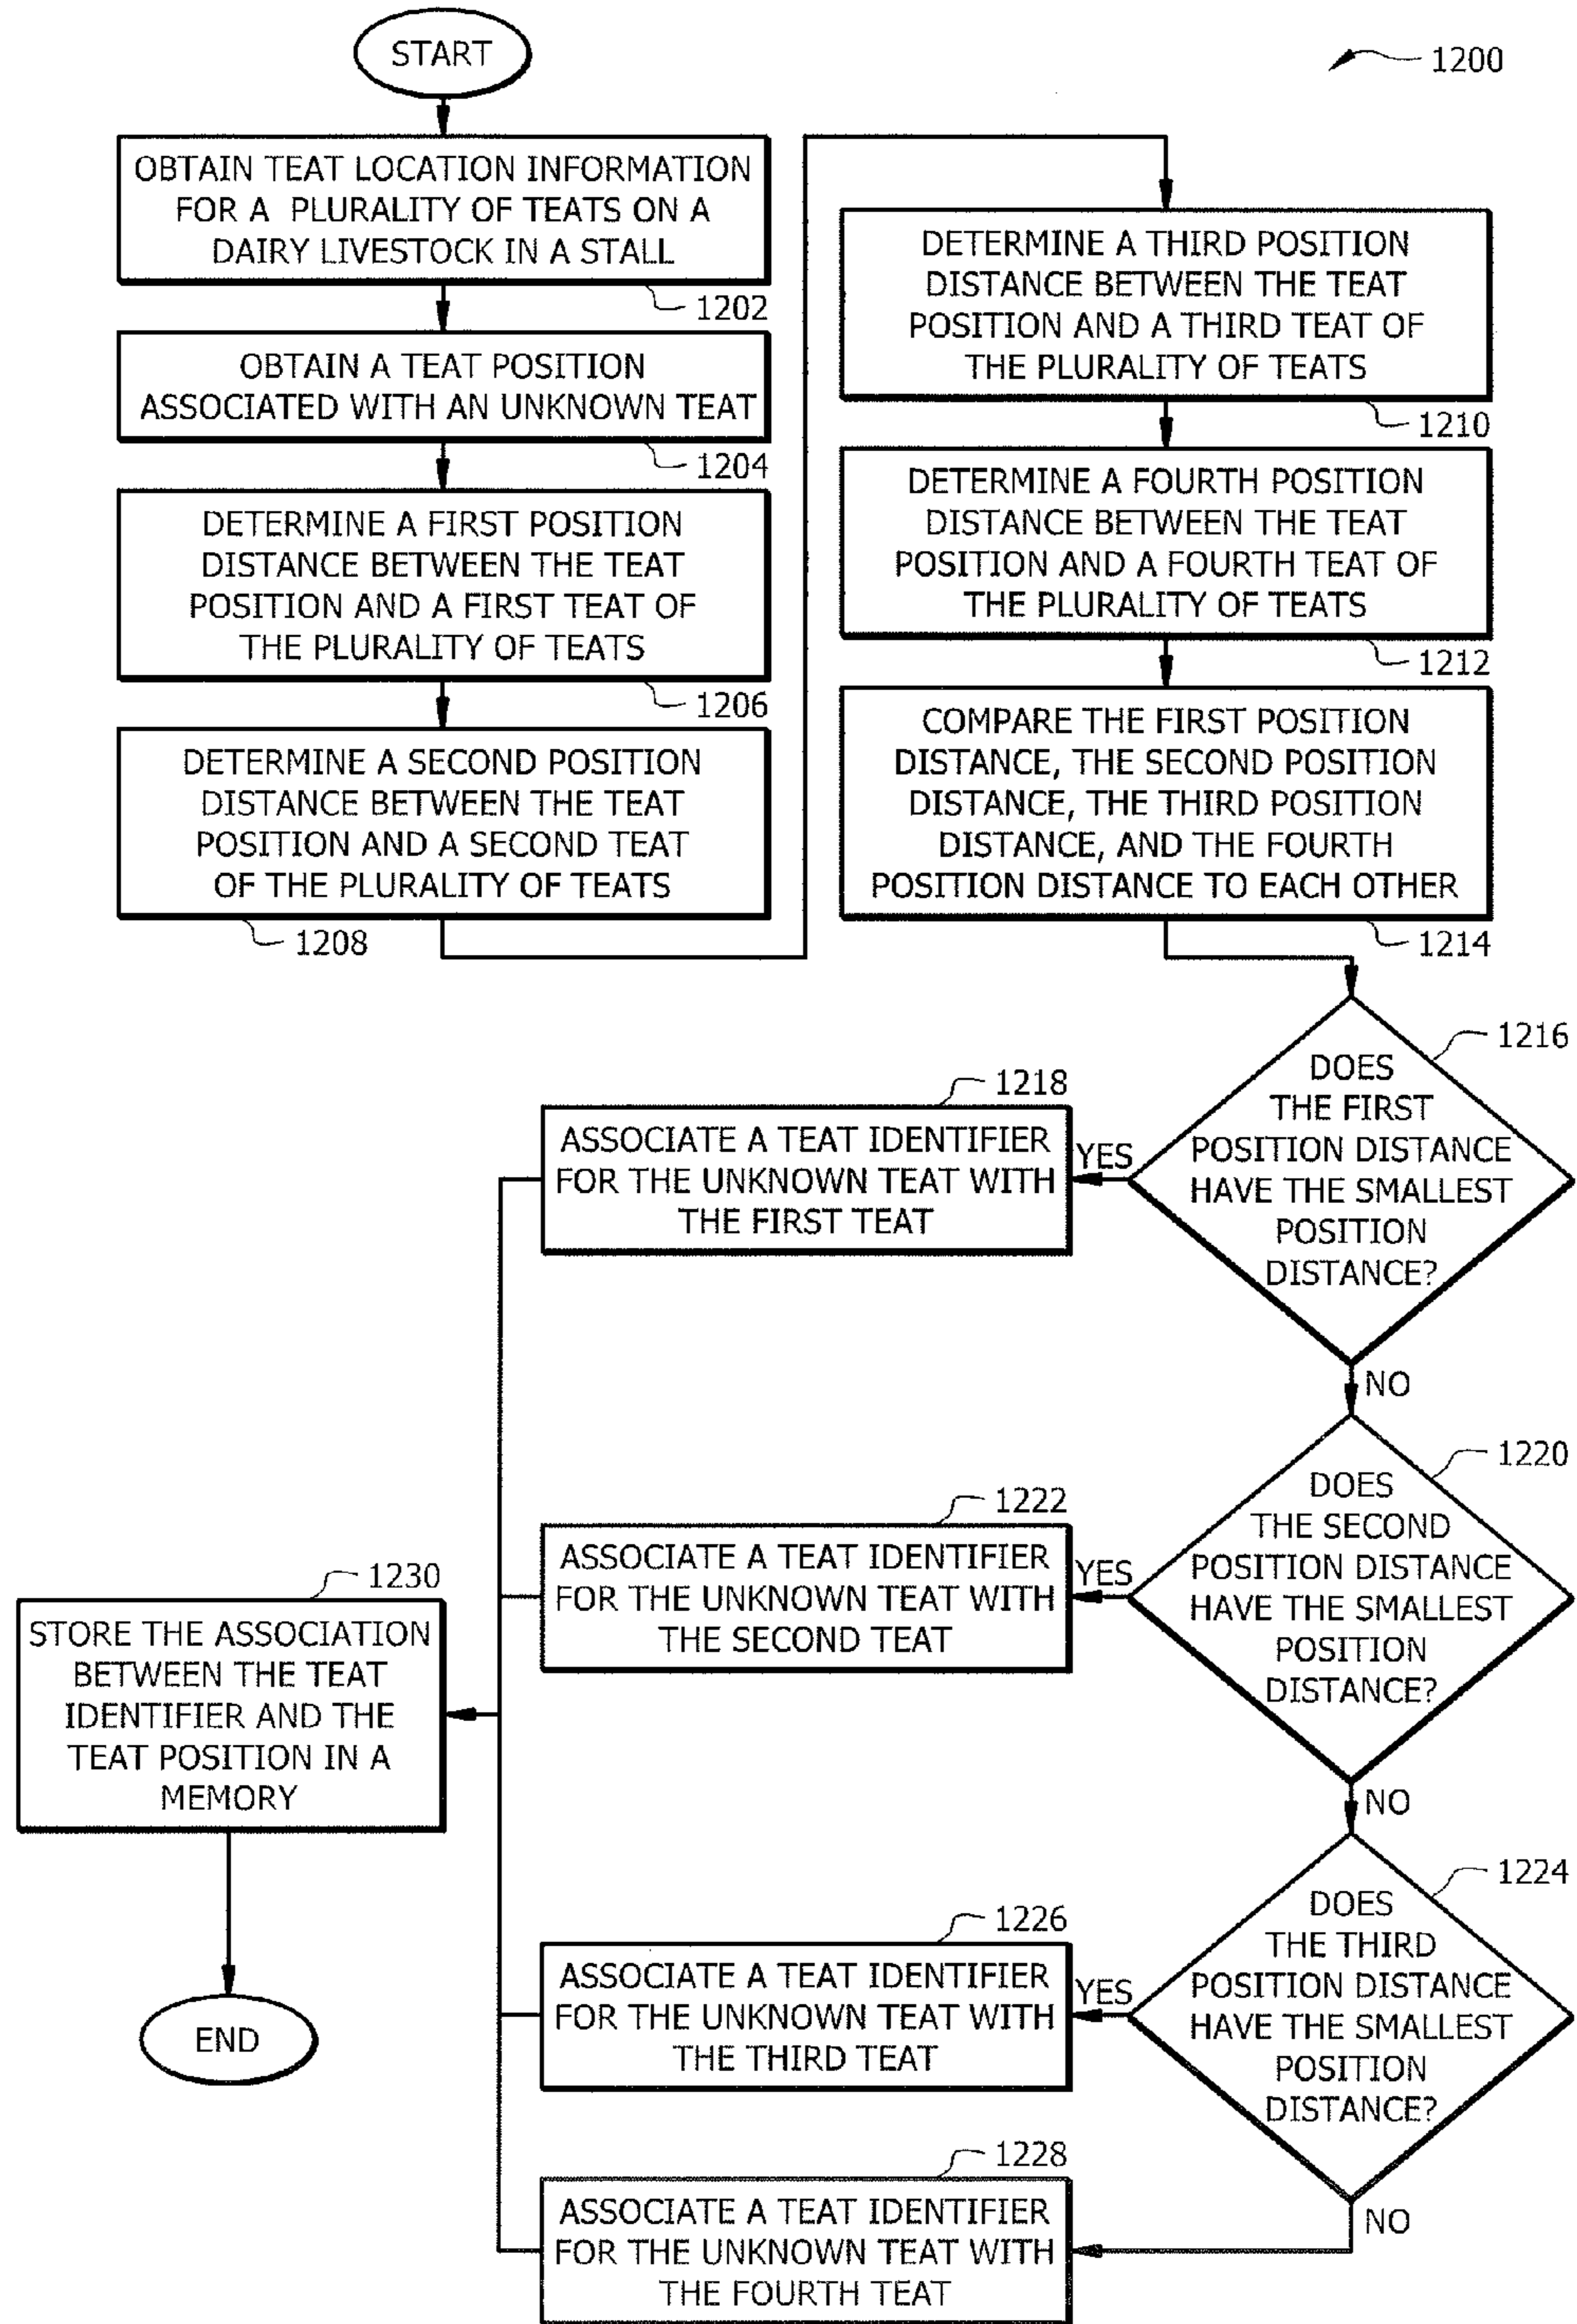 START
1200
OBTAIN TEAT LOCATION INFORMATION
FOR A PLURALITY OF TEATS ON A
DAIRY LIVESTOCK IN A STALL
1202
OBTAIN A TEAT POSITION
ASSOCIATED WITH AN UNKNOWN TEAT
1204
DETERMINE A FIRST POSITION
DISTANCE BETWEEN THE TEAT
POSITION AND A FIRST TEAT OF
THE PLURALITY OF TEATS
1206
DETERMINE A SECOND POSITION
DISTANCE BETWEEN THE TEAT
POSITION AND A SECOND TEAT
OF THE PLURALITY OF TEATS
1208
DETERMINE A THIRD POSITION
DISTANCE BETWEEN THE TEAT
POSITION AND A THIRD TEAT OF
THE PLURALITY OF TEATS
1210
DETERMINE A FOURTH POSITION
DISTANCE BETWEEN THE TEAT
POSITION AND A FOURTH TEAT OF
THE PLURALITY OF TEATS
1212
COMPARE THE FIRST POSITION
DISTANCE, THE SECOND POSITION
DISTANCE, THE THIRD POSITION
DISTANCE, AND THE FOURTH
POSITION DISTANCE TO EACH OTHER
1214
1216
DOES
THE FIRST
POSITION DISTANCE
HAVE THE SMALLEST
POSITION
DISTANCE?
YES
1218
ASSOCIATE A TEAT IDENTIFIER
FOR THE UNKNOWN TEAT WITH
THE FIRST TEAT
NO
1220
DOES
THE SECOND
POSITION DISTANCE
HAVE THE SMALLEST
POSITION
DISTANCE?
YES
1222
ASSOCIATE A TEAT IDENTIFIER
FOR THE UNKNOWN TEAT WITH
THE SECOND TEAT
NO
1224
DOES
THE THIRD
POSITION DISTANCE
HAVE THE SMALLEST
POSITION
DISTANCE?
YES
1226
ASSOCIATE A TEAT IDENTIFIER
FOR THE UNKNOWN TEAT WITH
THE THIRD TEAT
NO
1228
ASSOCIATE A TEAT IDENTIFIER
FOR THE UNKNOWN TEAT WITH
THE FOURTH TEAT
1230
STORE THE ASSOCIATION
BETWEEN THE TEAT
IDENTIFIER AND THE
TEAT POSITION IN A
MEMORY
END